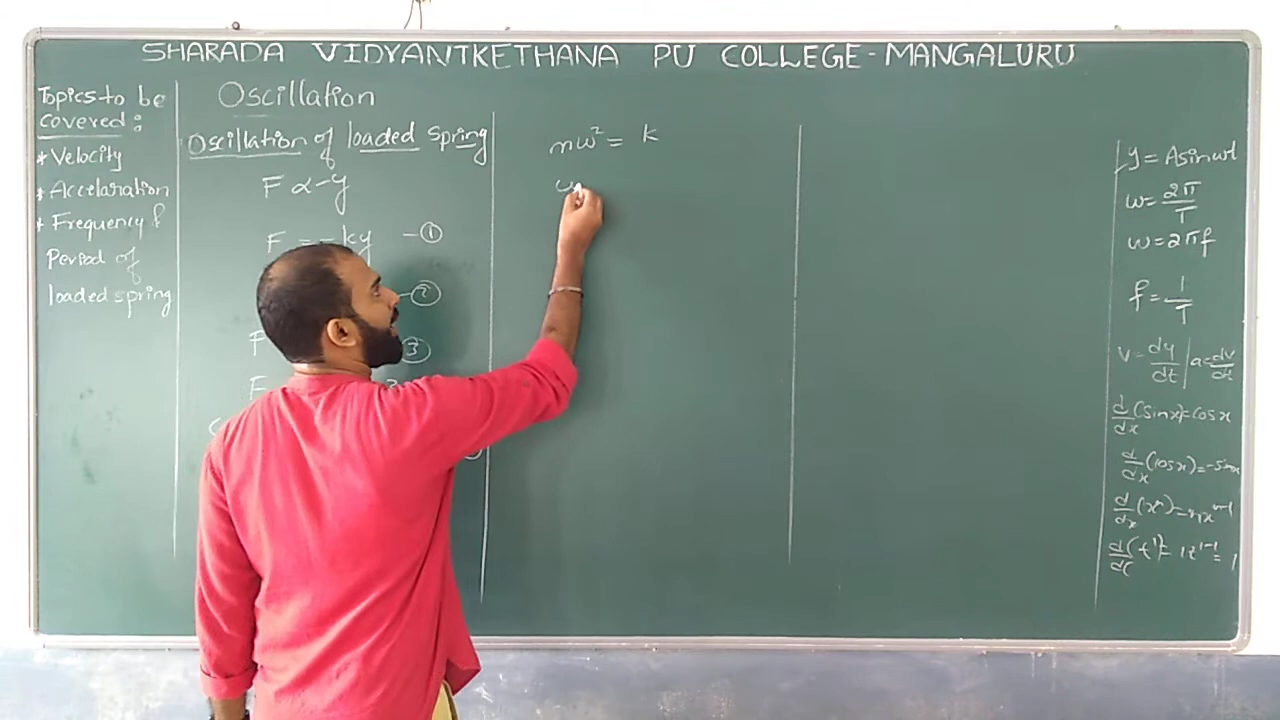 SHARADA VIDYANIKETHANA PU COLLEGE - MANGALURU
Topics to be
covered:
* Velocity
* Accelaration
* Frequency &
Period of
loaded spring
Oscillation
Oscillation of loaded spring
F ∝ -y
F = -ky - ①
- ②
F
③
F
mω² = k
ω
y = Asinωt
ω = 2π/T
ω = 2πf
f = 1/T
v = dy/dt | a = dv/dt
d/dx (sinx) = cosx
d/dx (cosx) = -sinx
d/dx (xⁿ) = nxⁿ⁻¹
d/dt (t¹) = 1t¹⁻¹ = 1